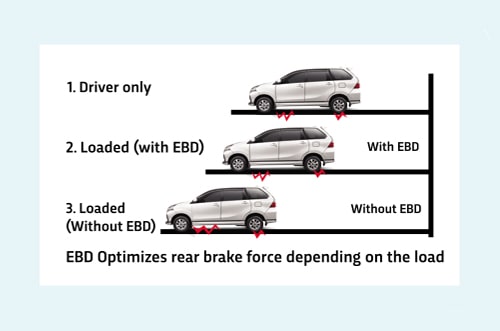 1. Driver only
2. Loaded (with EBD)
With EBD
3. Loaded
(Without EBD)
Without EBD
EBD Optimizes rear brake force depending on the load